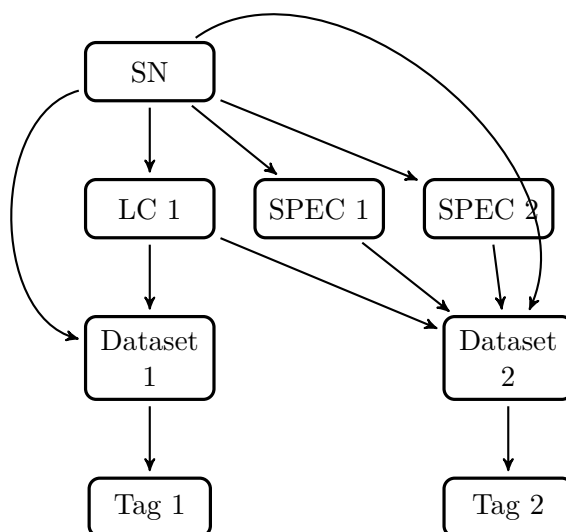 SN
LC 1
SPEC 1
SPEC 2
Dataset
1
Dataset
2
Tag 1
Tag 2